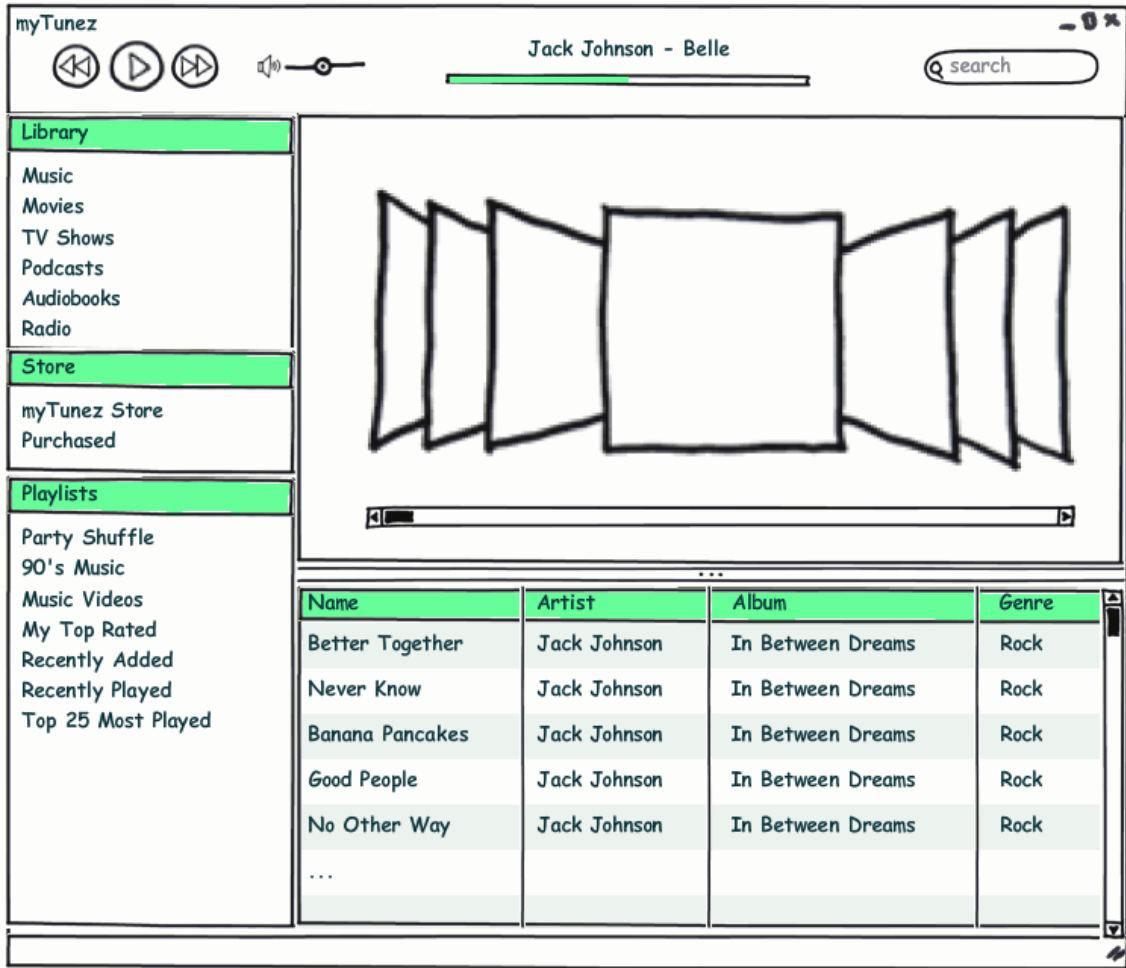 myTunez
Jack Johnson - Belle
search
Library
Music
Movies
TV Shows
Podcasts
Audiobooks
Radio
Store
myTunez Store
Purchased
Playlists
Party Shuffle
90's Music
Music Videos
My Top Rated
Recently Added
Recently Played
Top 25 Most Played
...
Name Artist Album Genre
Better Together Jack Johnson In Between Dreams Rock
Never Know Jack Johnson In Between Dreams Rock
Banana Pancakes Jack Johnson In Between Dreams Rock
Good People Jack Johnson In Between Dreams Rock
No Other Way Jack Johnson In Between Dreams Rock
...